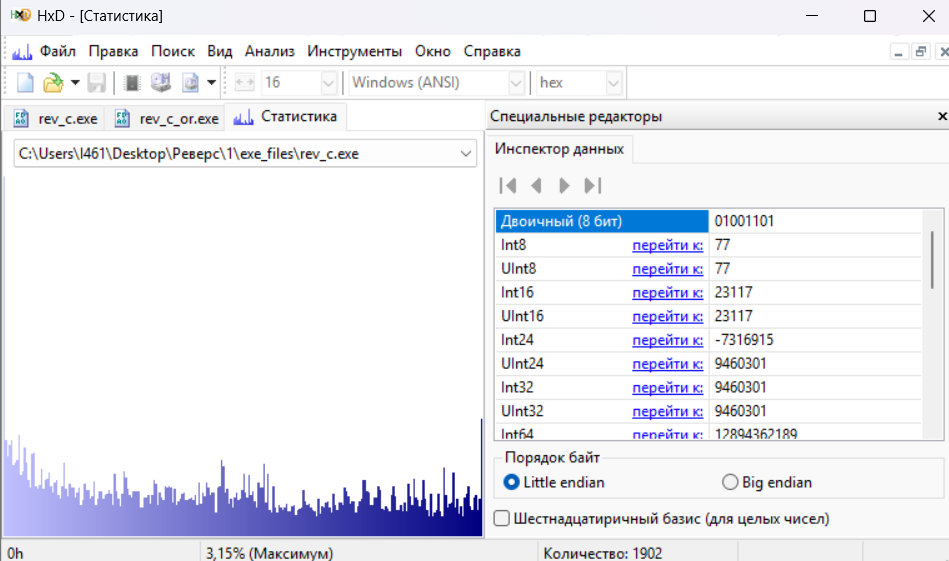 HxD - [Статистика]
Файл Правка Поиск Вид Анализ Инструменты Окно Справка
16 Windows (ANSI) hex
rev_c.exe rev_c_or.exe Статистика
C:\Users\I461\Desktop\Реверс\1\exe_files\rev_c.exe
Специальные редакторы
Инспектор данных
Двоичный (8 бит) 01001101
Int8 перейти к: 77
UInt8 перейти к: 77
Int16 перейти к: 23117
UInt16 перейти к: 23117
Int24 перейти к: -7316915
UInt24 перейти к: 9460301
Int32 перейти к: 9460301
UInt32 перейти к: 9460301
Int64 перейти к: 12894362189
Порядок байт
Little endian Big endian
Шестнадцатиричный базис (для целых чисел)
0h 3,15% (Максимум) Количество: 1902